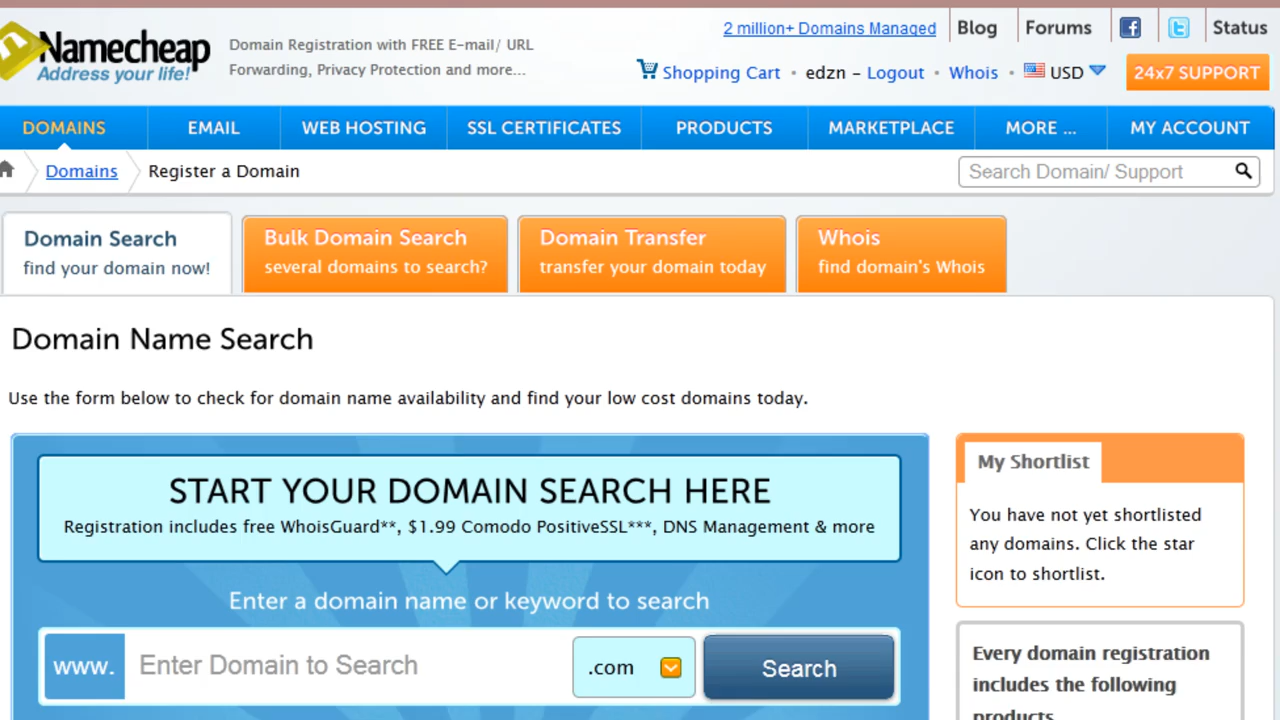 2 million+ Domains Managed Blog Forums Status
Namecheap
Address your life!
Domain Registration with FREE E-mail/ URL
Forwarding, Privacy Protection and more...
Shopping Cart • edzn – Logout • Whois • USD 24x7 SUPPORT
DOMAINS EMAIL WEB HOSTING SSL CERTIFICATES PRODUCTS MARKETPLACE MORE ... MY ACCOUNT
Domains Register a Domain Search Domain/ Support
Domain Search
find your domain now!
Bulk Domain Search
several domains to search?
Domain Transfer
transfer your domain today
Whois
find domain's Whois
Domain Name Search
Use the form below to check for domain name availability and find your low cost domains today.
START YOUR DOMAIN SEARCH HERE
Registration includes free WhoisGuard**, $1.99 Comodo PositiveSSL***, DNS Management & more
Enter a domain name or keyword to search
www. Enter Domain to Search .com Search
My Shortlist
You have not yet shortlisted
any domains. Click the star
icon to shortlist.
Every domain registration
includes the following
products